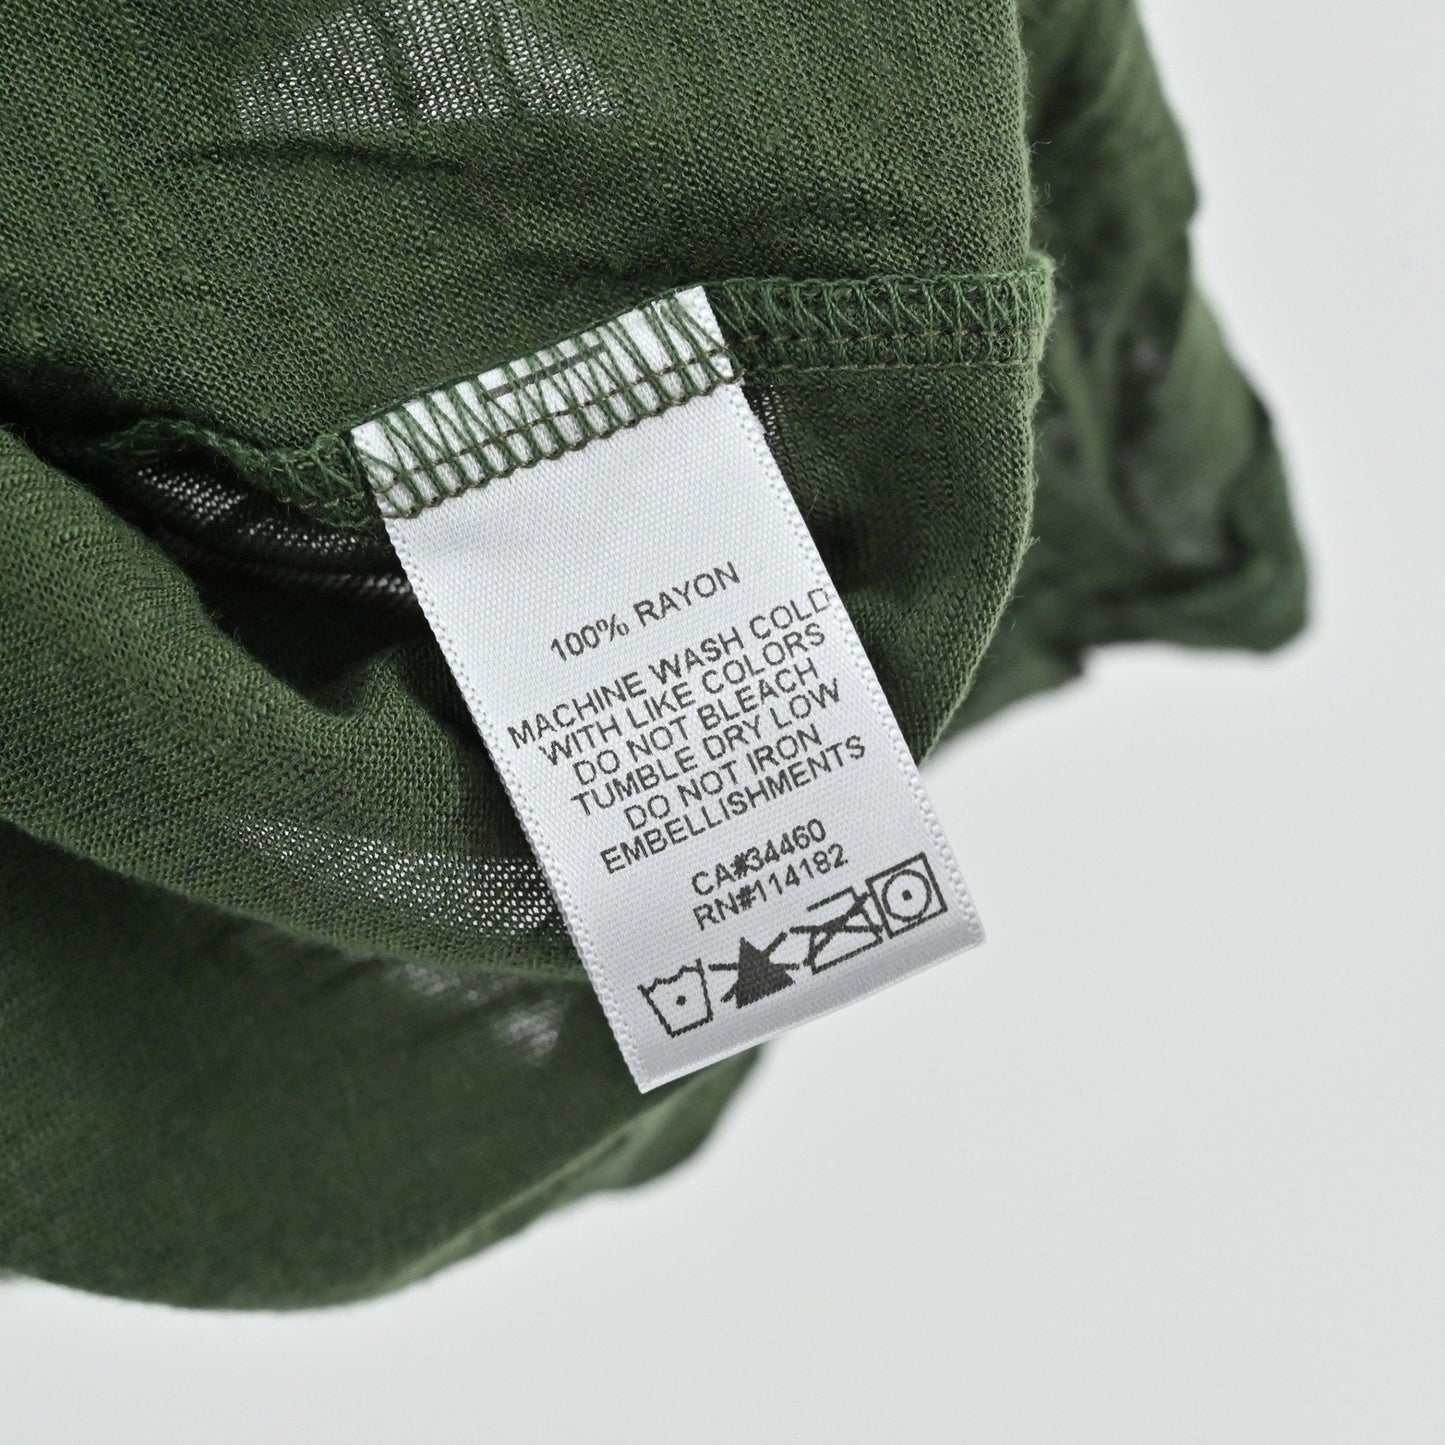 100% RAYON
MACHINE WASH COLD
WITH LIKE COLORS
DO NOT BLEACH
TUMBLE DRY LOW
DO NOT IRON
EMBELLISHMENTS
CA#34460
RN#114182